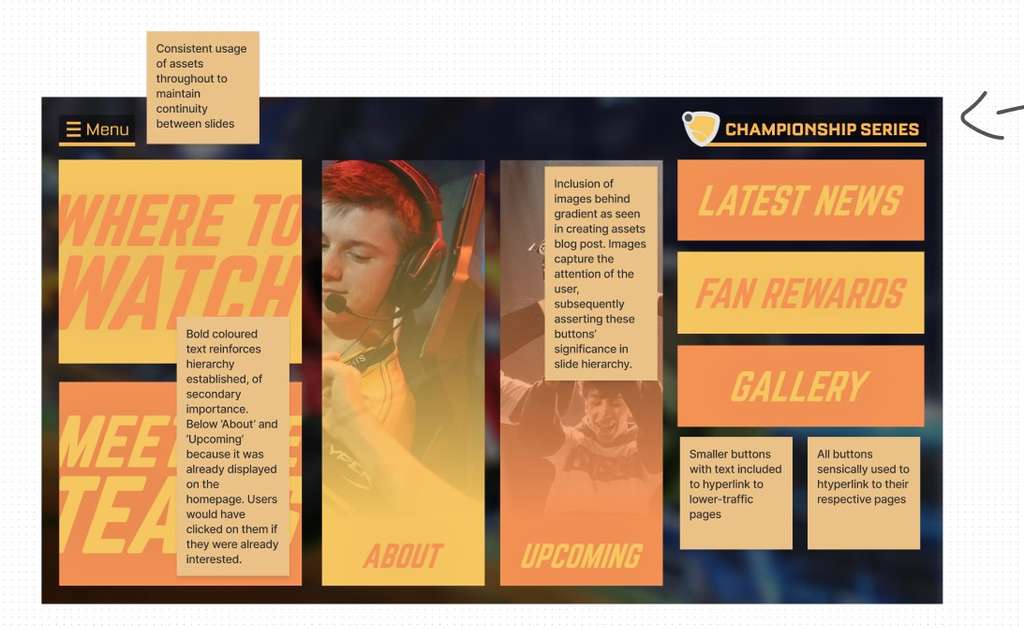 Consistent usage
of assets
throughout to
maintain
continuity
between slides
Menu
CHAMPIONSHIP SERIES
WHERE TO
WATCH
Bold coloured
text reinforces
hierarchy
established, of
secondary
importance.
Below 'About' and
'Upcoming'
because it was
already displayed
on the
homepage. Users
would have
clicked on them if
they were already
interested.
ABOUT
Inclusion of
images behind
gradient as seen
in creating assets
blog post. Images
capture the
attention of the
user,
subsequently
asserting these
buttons'
significance in
slide hierarchy.
UPCOMING
LATEST NEWS
FAN REWARDS
GALLERY
Smaller buttons
with text included
to hyperlink to
lower-traffic
pages
All buttons
sensically used to
htyperlink to their
respective pages